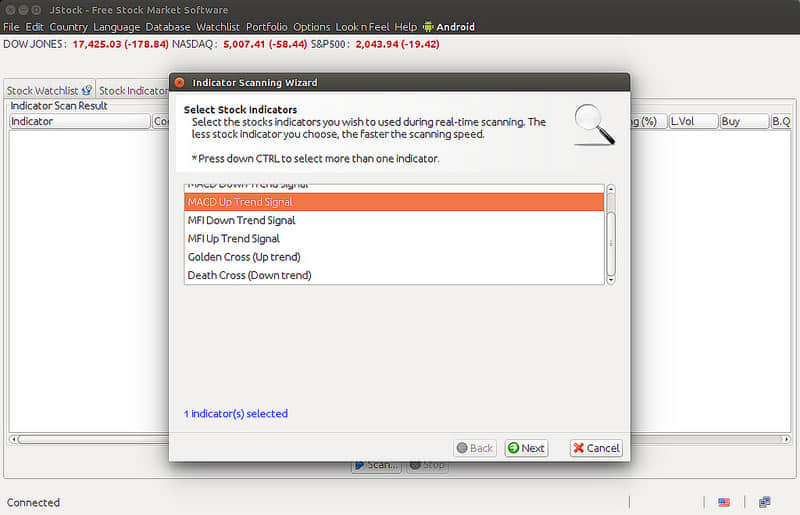 JStock - Free Stock Market Software
File Edit Country Language Database Watchlist Portfolio Options Look n Feel Help Android
DOW JONES: 17,425.03 (-178.84) NASDAQ: 5,007.41 (-58.44) S&P500: 2,043.94 (-19.42)
Indicator Scanning Wizard
Stock Watchlist Stock Indicator
Select Stock Indicators
Select the stocks indicators you wish to used during real-time scanning. The
less stock indicator you choose, the faster the scanning speed.
*Press down CTRL to select more than one indicator.
Indicator Scan Result
Indicator (%) L.Vol Buy B.Q
MACD Down Trend Signal
MACD Up Trend Signal
MFI Down Trend Signal
MFI Up Trend Signal
Golden Cross (Up trend)
Death Cross (Down trend)
1 indicator(s) selected
Back Next Cancel
Scan... Stop
Connected